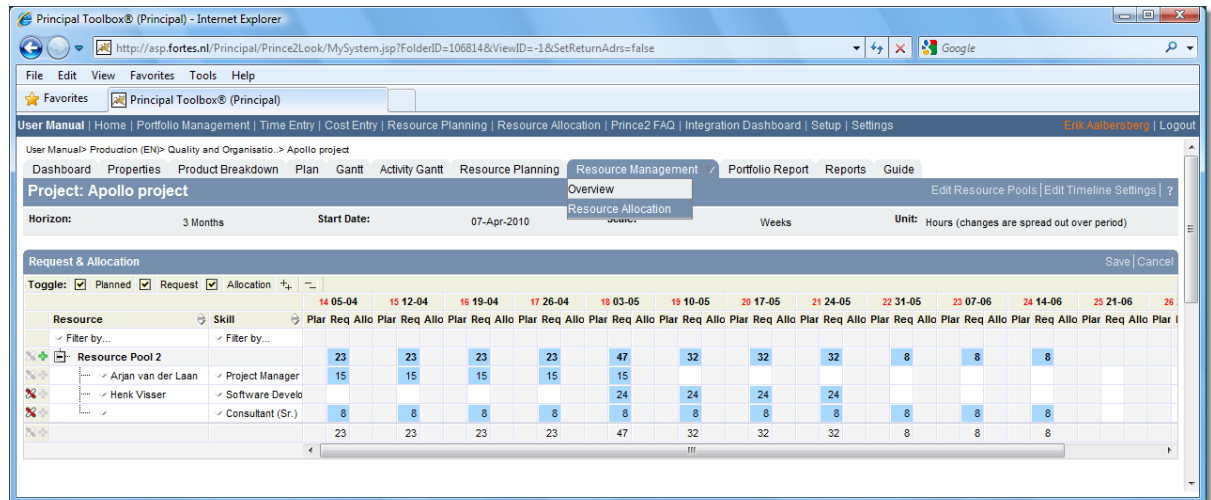 Principal Toolbox® (Principal) - Internet Explorer
http://asp.fortes.nl/Principal/Prince2Look/MySystem.jsp?FolderID=106814&ViewID=-1&SetReturnAdrs=false Google
File Edit View Favorites Tools Help
Favorites Principal Toolbox® (Principal)
User Manual | Home | Portfolio Management | Time Entry | Cost Entry | Resource Planning | Resource Allocation | Prince2 FAQ | Integration Dashboard | Setup | Settings Erik Aalbersberg | Logout
User Manual> Production (EN)> Quality and Organisatio..> Apollo project
Dashboard Properties Product Breakdown Plan Gantt Activity Gantt Resource Planning Resource Management Portfolio Report Reports Guide
Project: Apollo project Overview Edit Resource Pools | Edit Timeline Settings | ?
Resource Allocation
Horizon: 3 Months Start Date: 07-Apr-2010 Scale: Weeks Unit: Hours (changes are spread out over period)
Request & Allocation Save | Cancel
Toggle: Planned Request Allocation
14 05-04 15 12-04 16 19-04 17 26-04 18 03-05 19 10-05 20 17-05 21 24-05 22 31-05 23 07-06 24 14-06 25 21-06 26
Resource Skill Plar Req Allo Plar Req Allo Plar Req Allo Plar Req Allo Plar Req Allo Plar Req Allo Plar Req Allo Plar Req Allo Plar Req Allo Plar Req Allo Plar Req Allo Plar Req Allo Plar
Filter by... Filter by...
Resource Pool 2 23 23 23 23 47 32 32 32 8 8 8
Arjan van der Laan Project Manager 15 15 15 15 15
Henk Visser Software Develo 24 24 24 24
Consultant (Sr.) 8 8 8 8 8 8 8 8 8 8 8
23 23 23 23 47 32 32 32 8 8 8